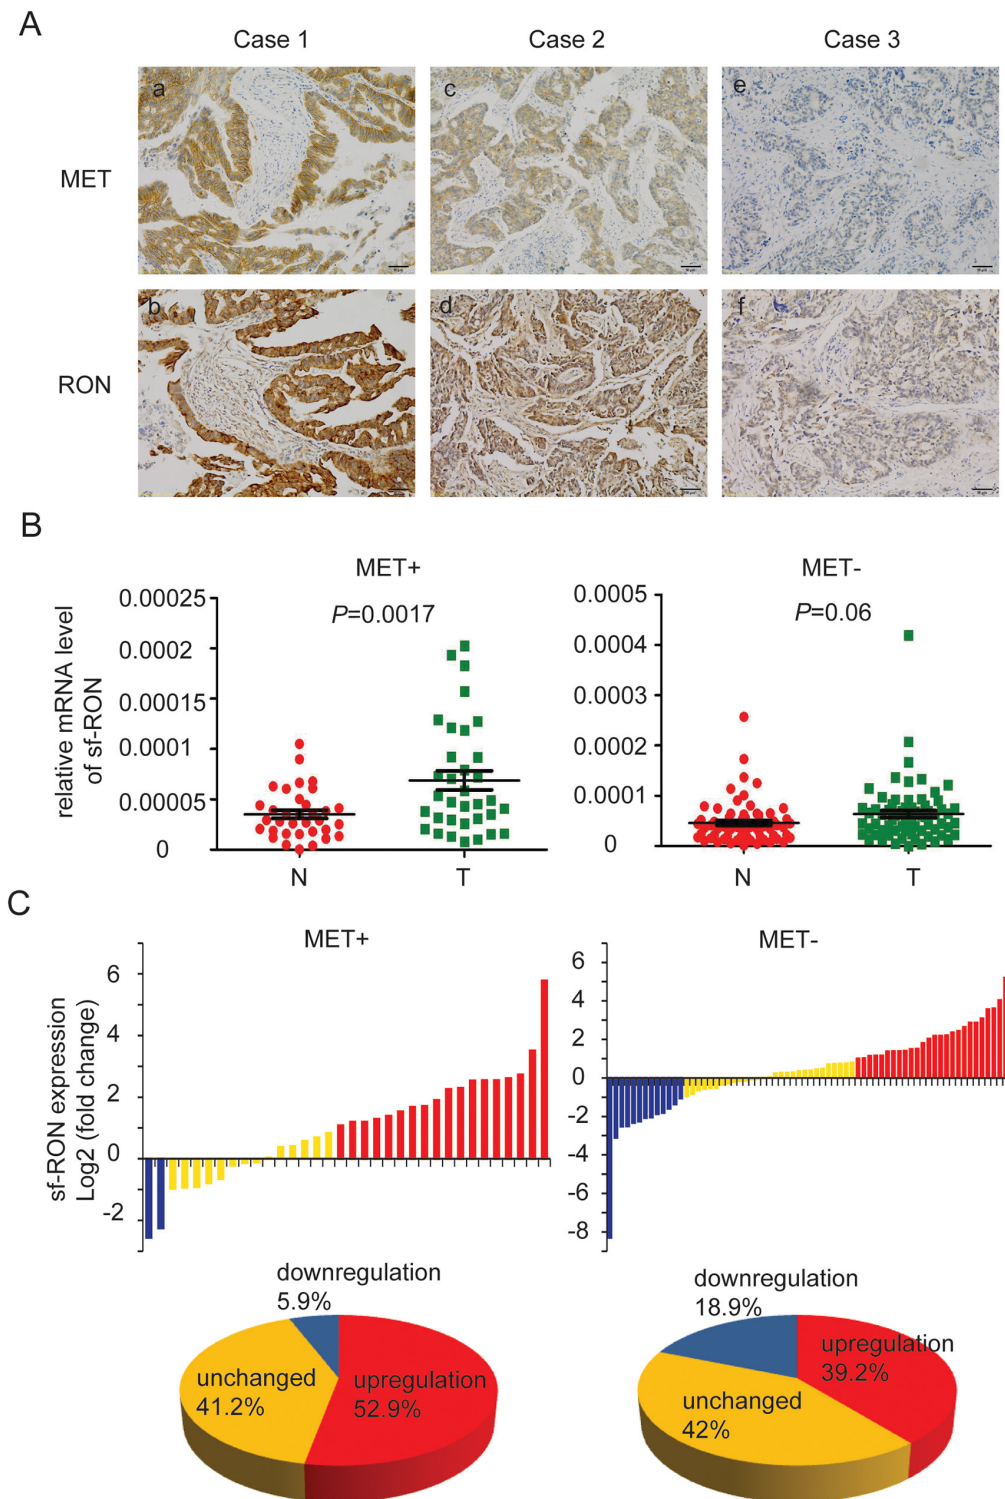 A
Case 1
Case 2
Case 3
MET
a
c
e
RON
b
d
f
B
MET+
MET-
relative mRNA level
of sf-RON
P=0.0017
0.00025
0.0002
0.00015
0.0001
0.00005
0
N
T
P=0.06
0.0005
0.0004
0.0003
0.0002
0.0001
0
N
T
C
MET+
MET-
sf-RON expression
Log2 (fold change)
6
4
2
0
-2
6
4
2
0
-2
-4
-6
-8
downregulation
5.9%
unchanged
41.2%
upregulation
52.9%
downregulation
18.9%
upregulation
39.2%
unchanged
42%